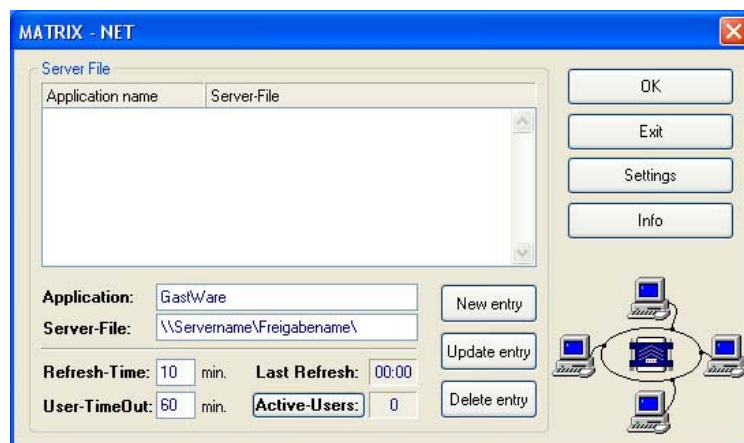 MATRIX - NET
Server File
Application name Server-File
OK
Exit
Settings
Info
Application: GastWare
Server-File: \\Servername\Freigabename\
New entry
Update entry
Delete entry
Refresh-Time: 10 min. Last Refresh: 00:00
User-TimeOut: 60 min. Active-Users: 0